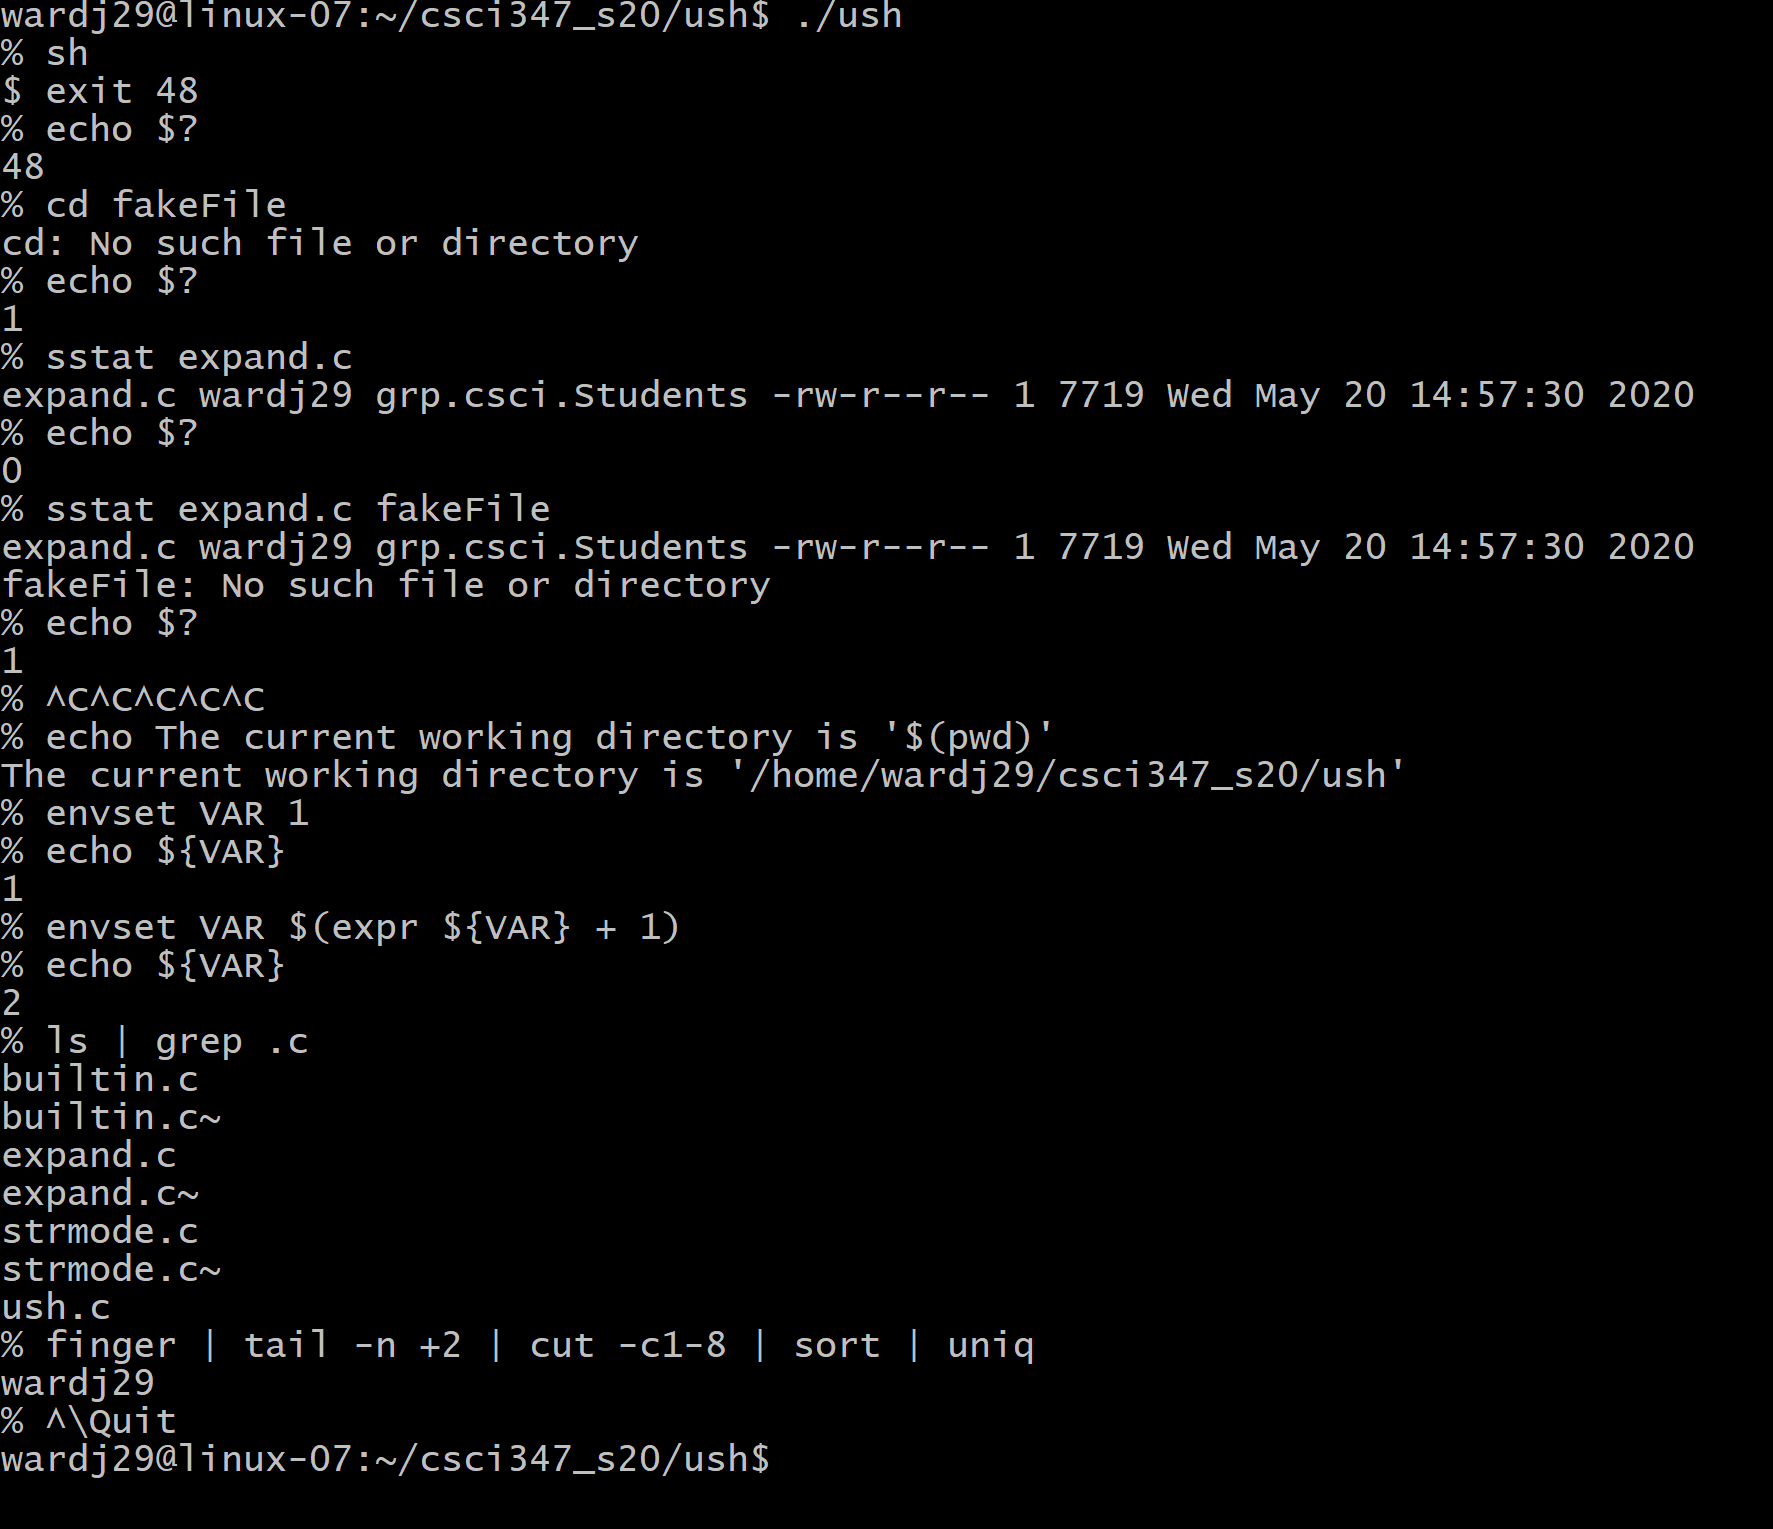 wardj29@linux-07:~/csci347_s20/ush$ ./ush
% sh
$ exit 48
% echo $?
48
% cd fakeFile
cd: No such file or directory
% echo $?
1
% sstat expand.c
expand.c wardj29 grp.csci.Students -rw-r--r-- 1 7719 Wed May 20 14:57:30 2020
% echo $?
0
% sstat expand.c fakeFile
expand.c wardj29 grp.csci.Students -rw-r--r-- 1 7719 Wed May 20 14:57:30 2020
fakeFile: No such file or directory
% echo $?
1
% ^C^C^C^C^C
% echo The current working directory is '$(pwd)'
The current working directory is '/home/wardj29/csci347_s20/ush'
% envset VAR 1
% echo ${VAR}
1
% envset VAR $(expr ${VAR} + 1)
% echo ${VAR}
2
% ls | grep .c
builtin.c
builtin.c~
expand.c
expand.c~
strmode.c
strmode.c~
ush.c
% finger | tail -n +2 | cut -c1-8 | sort | uniq
wardj29
% ^\Quit
wardj29@linux-07:~/csci347_s20/ush$